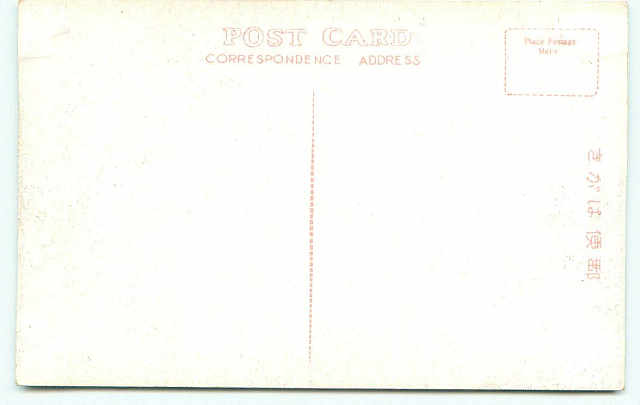 POST CARD
CORRESPONDENCE ADDRESS
Place Postage
Here
郵便はがき